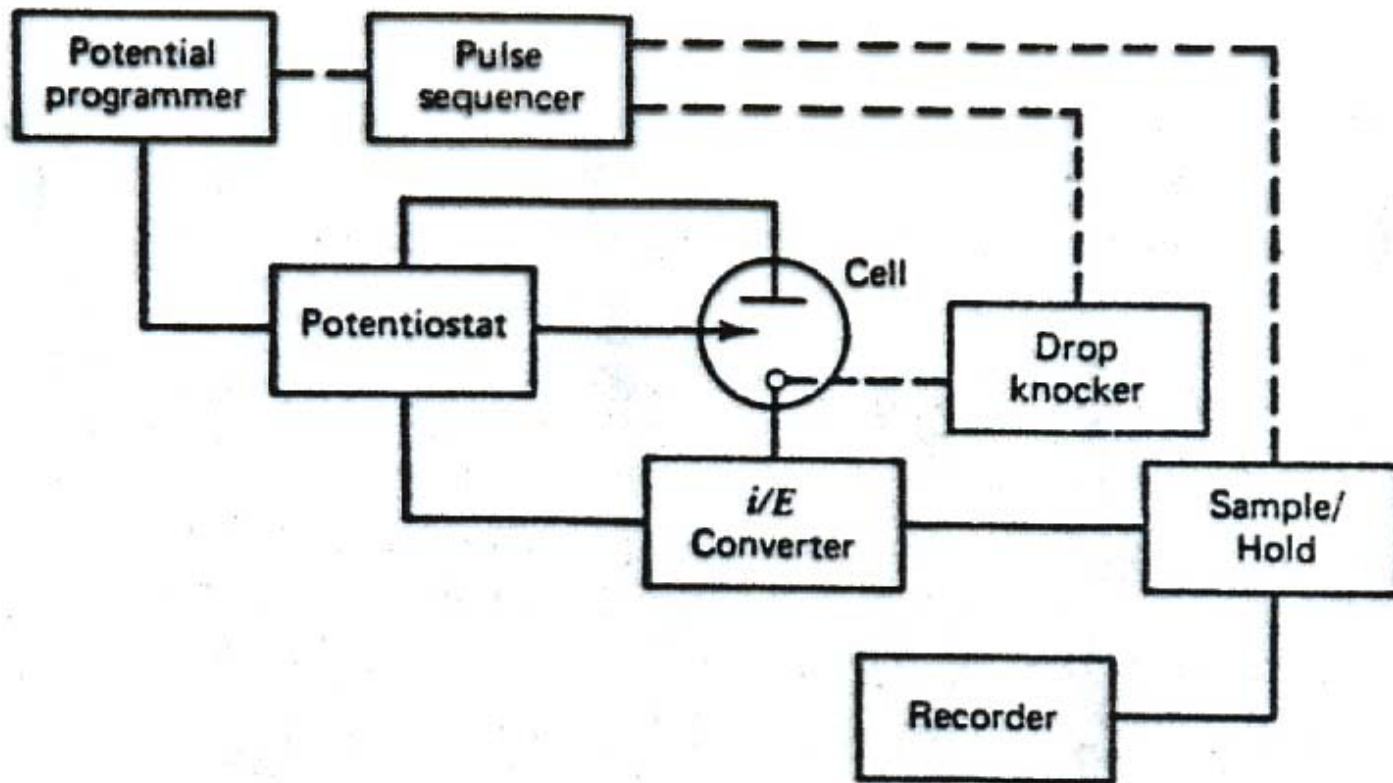 Potential
programmer
Pulse
sequencer
Cell
Potentiostat
Drop
knocker
i/E
Converter
Sample/
Hold
Recorder